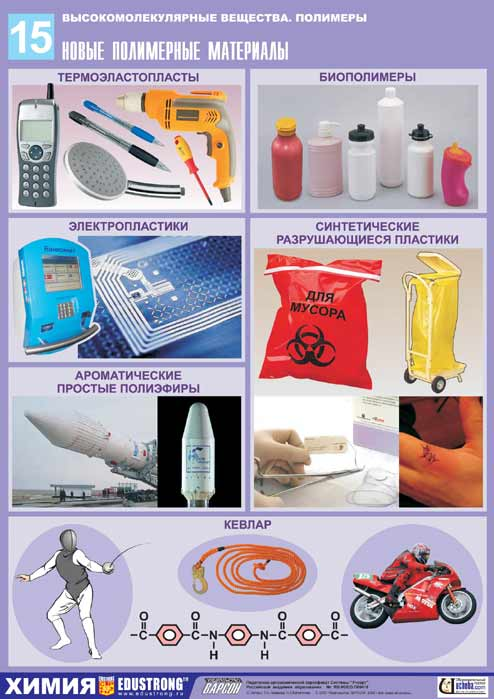 15
ВЫСОКОМОЛЕКУЛЯРНЫЕ ВЕЩЕСТВА. ПОЛИМЕРЫ
НОВЫЕ ПОЛИМЕРНЫЕ МАТЕРИАЛЫ
ТЕРМОЭЛАСТОПЛАСТЫ
БИОПОЛИМЕРЫ
ЭЛЕКТРОПЛАСТИКИ
СИНТЕТИЧЕСКИЕ
РАЗРУШАЮЩИЕСЯ ПЛАСТИКИ
ДЛЯ
МУСОРА
АРОМАТИЧЕСКИЕ
ПРОСТЫЕ ПОЛИЭФИРЫ
КЕВЛАР
O O O
C N N C C
H H
ХИМИЯ EDUSTRONG
www.edustrong.ru
ВАРСОН